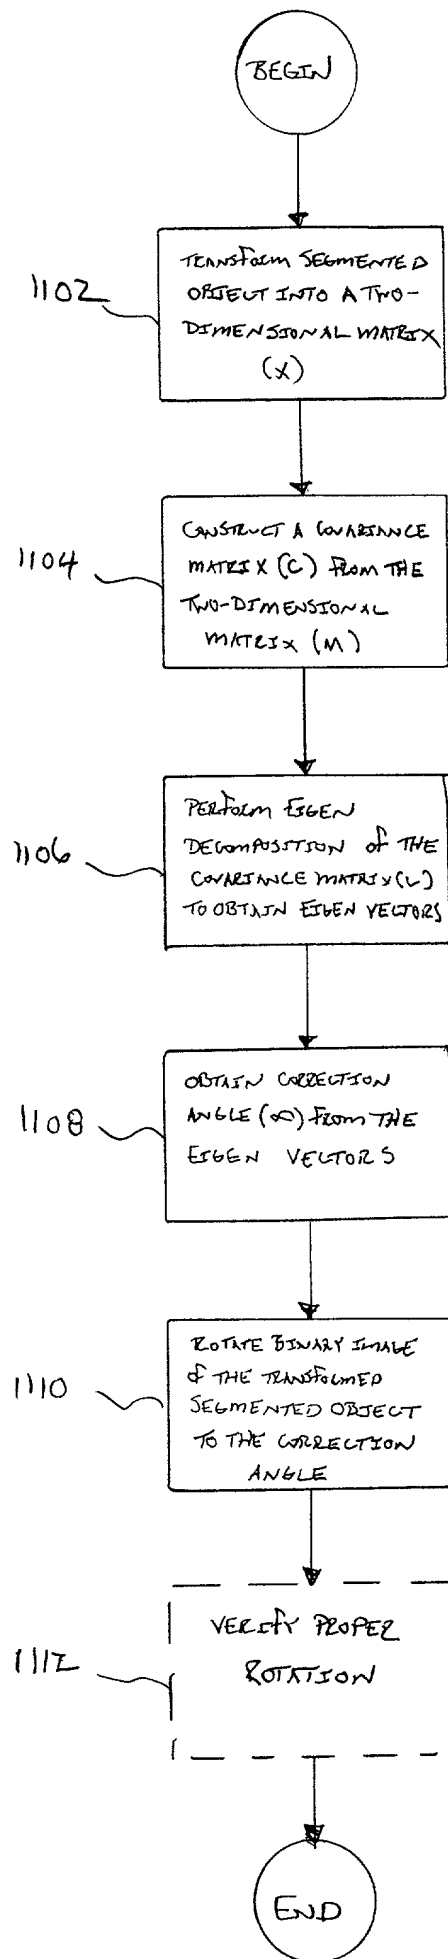 BEGIN
1102
TRANSFORM SEGMENTED
OBJECT INTO A TWO-
DIMENSIONAL MATRIX
(X)
1104
CONSTRUCT A COVARIANCE
MATRIX (C) FROM THE
TWO-DIMENSIONAL
MATRIX (M)
1106
PERFORM EIGEN
DECOMPOSITION OF THE
COVARIANCE MATRIX (C)
TO OBTAIN EIGEN VECTORS
1108
OBTAIN CORRECTION
ANGLE (∞) FROM THE
EIGEN VECTORS
1110
ROTATE BINARY IMAGE
OF THE TRANSFORMED
SEGMENTED OBJECT
TO THE CORRECTION
ANGLE
1112
VERIFY PROPER
ROTATION
END